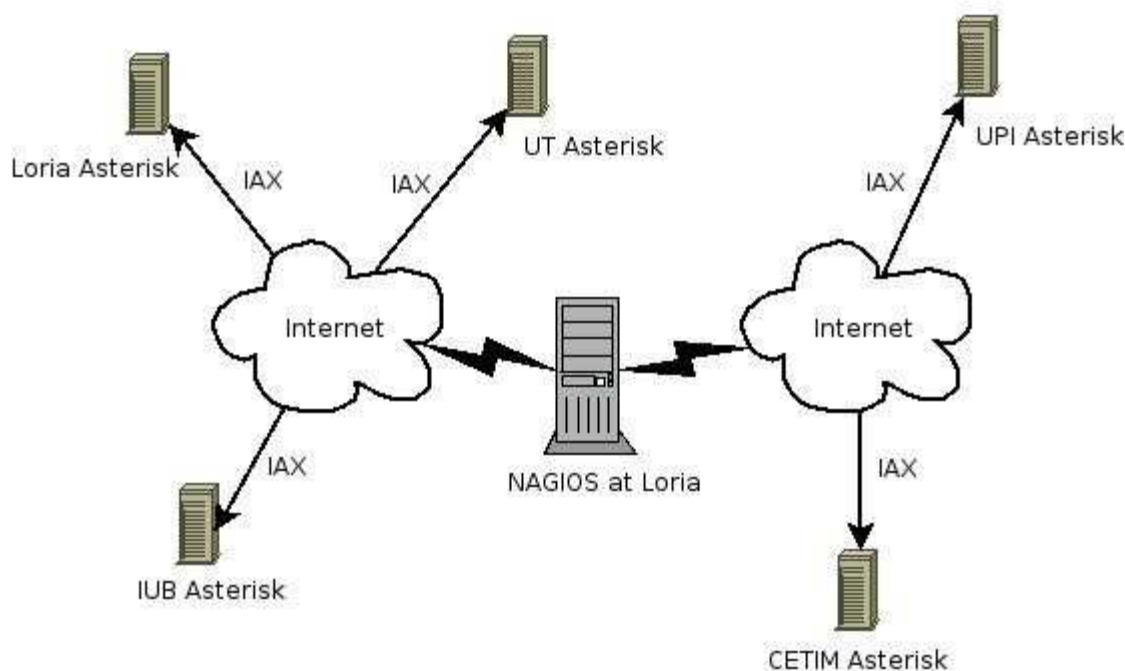 Loria Asterisk
IAX
IAX
UT Asterisk
IAX
UPI Asterisk
Internet
Internet
NAGIOS at Loria
IAX
IUB Asterisk
IAX
CETIM Asterisk